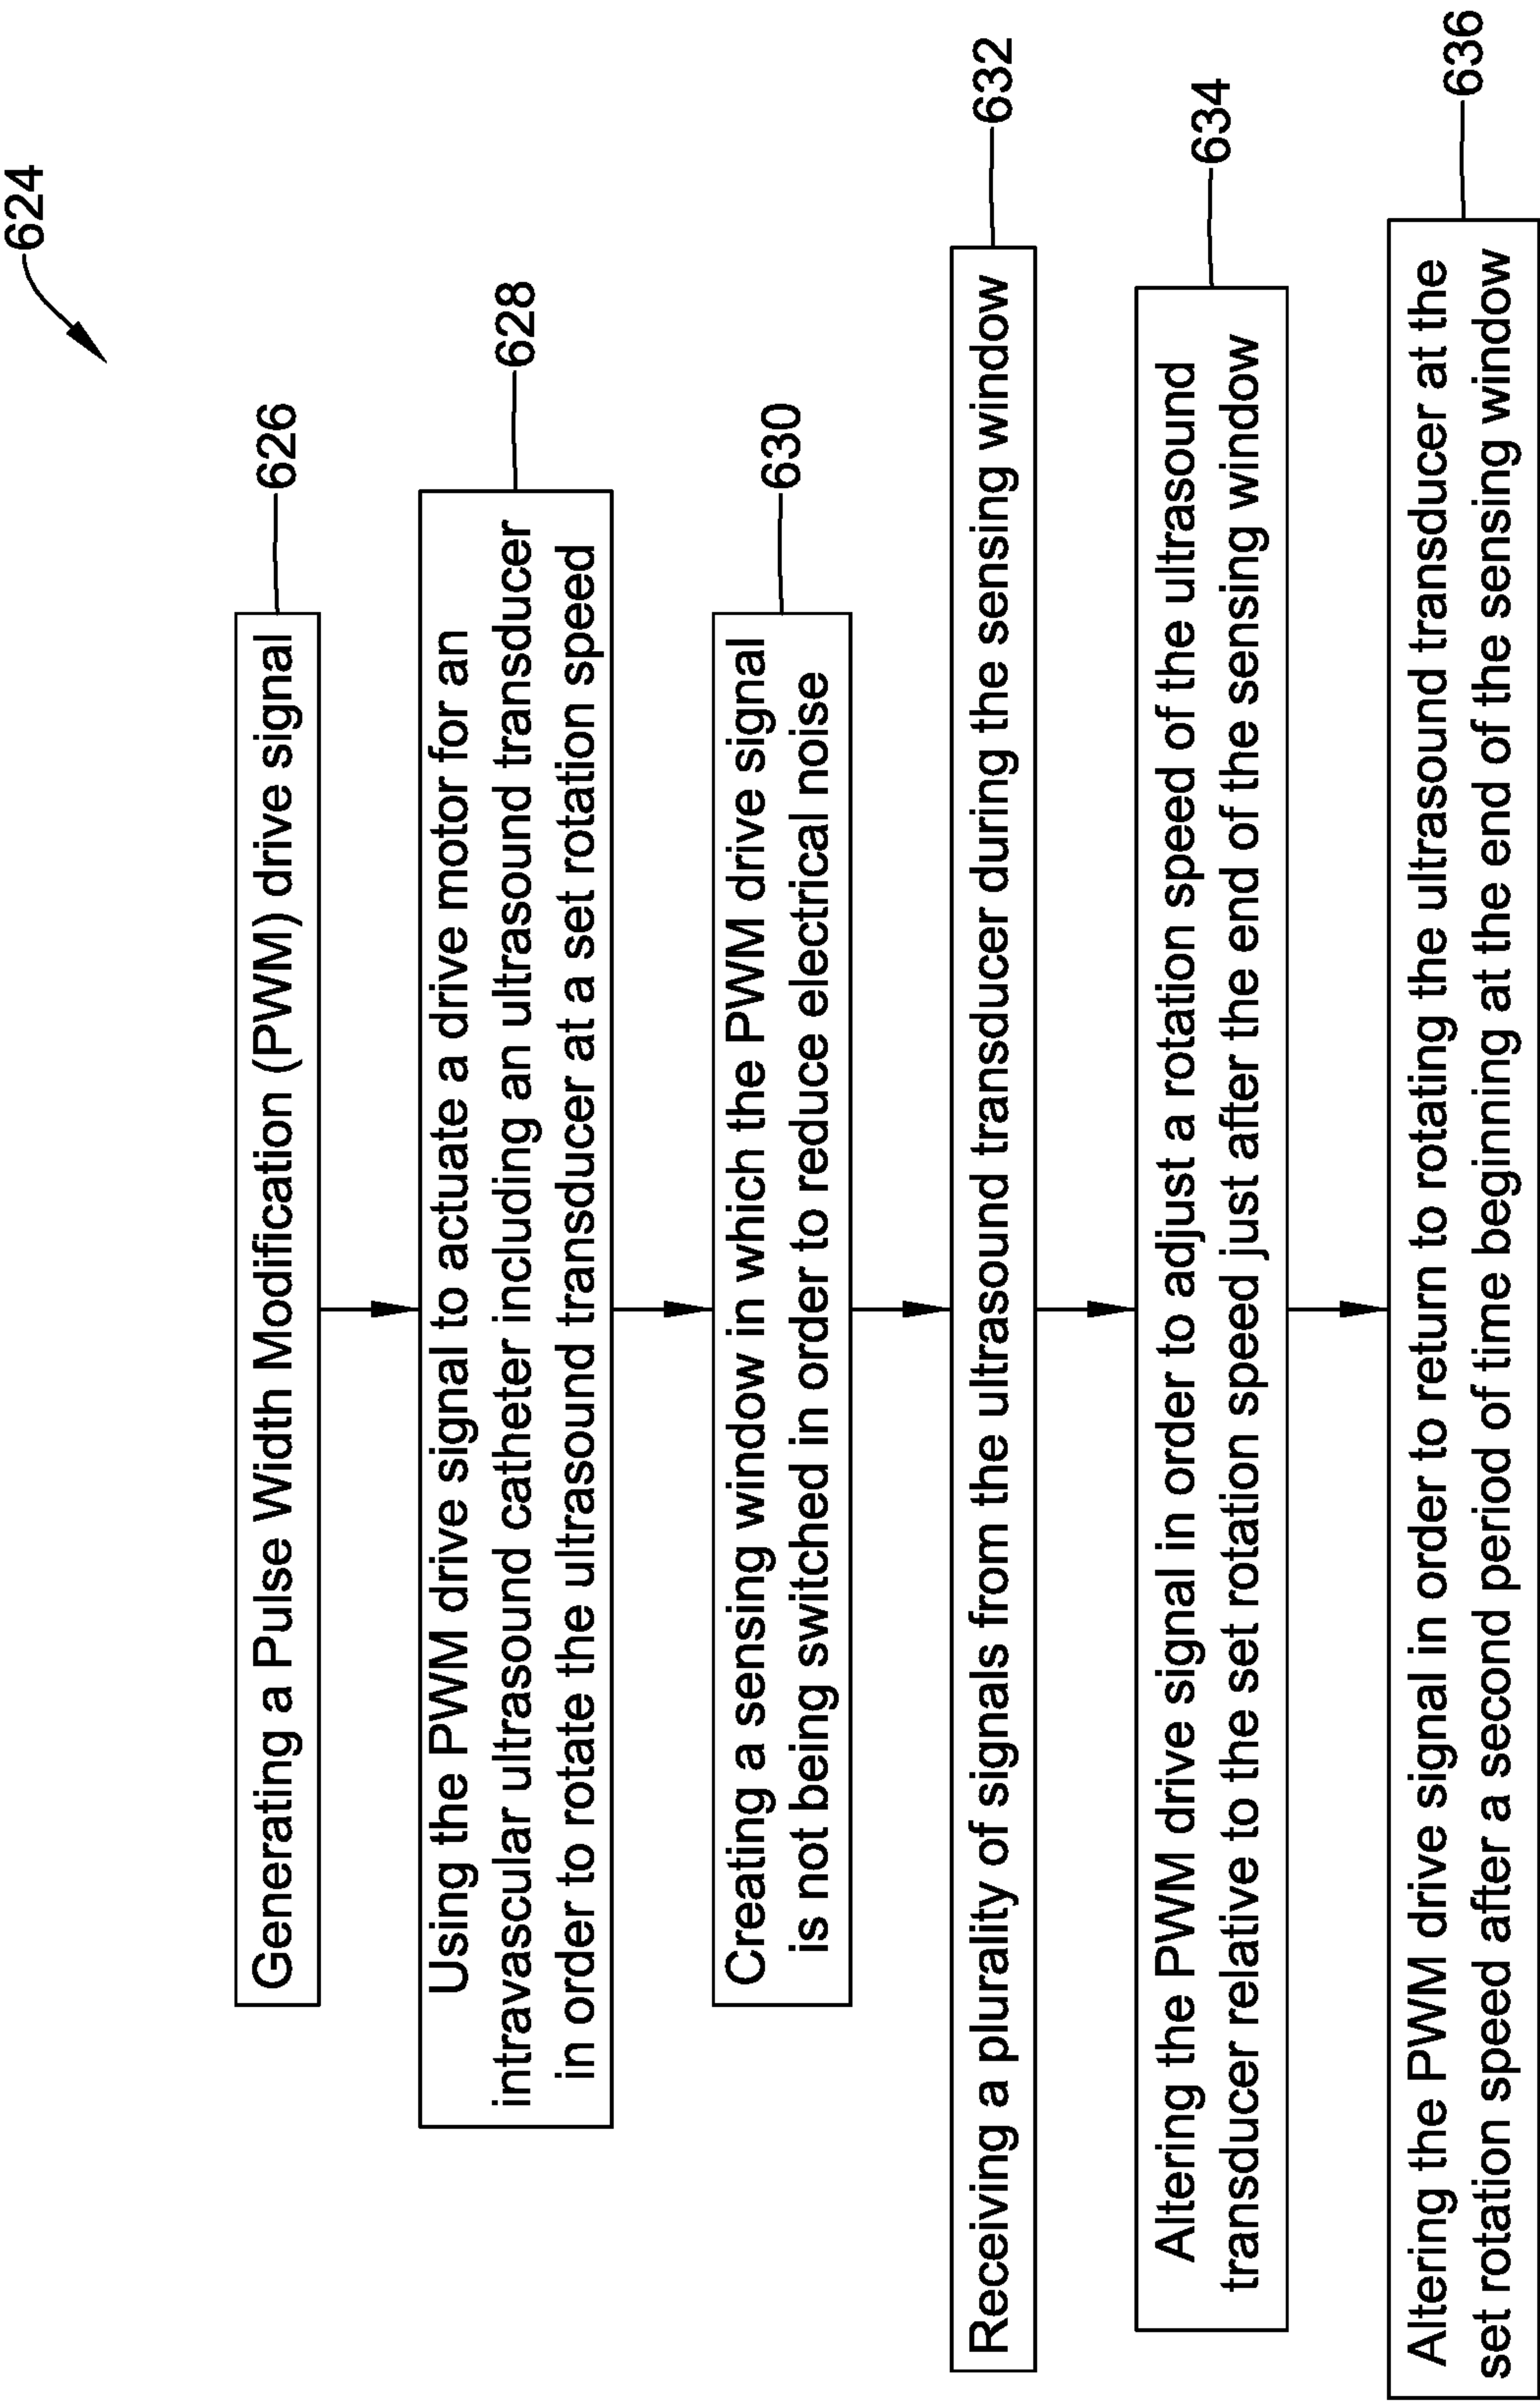 624
Generating a Pulse Width Modification (PWM) drive signal
626
Using the PWM drive signal to actuate a drive motor for an
intravascular ultrasound catheter including an ultrasound transducer
in order to rotate the ultrasound transducer at a set rotation speed
628
Creating a sensing window in which the PWM drive signal
is not being switched in order to reduce electrical noise
630
Receiving a plurality of signals from the ultrasound transducer during the sensing window
632
Altering the PWM drive signal in order to adjust a rotation speed of the ultrasound
transducer relative to the set rotation speed just after the end of the sensing window
634
Altering the PWM drive signal in order to return to rotating the ultrasound transducer at the
set rotation speed after a second period of time beginning at the end of the sensing window
636